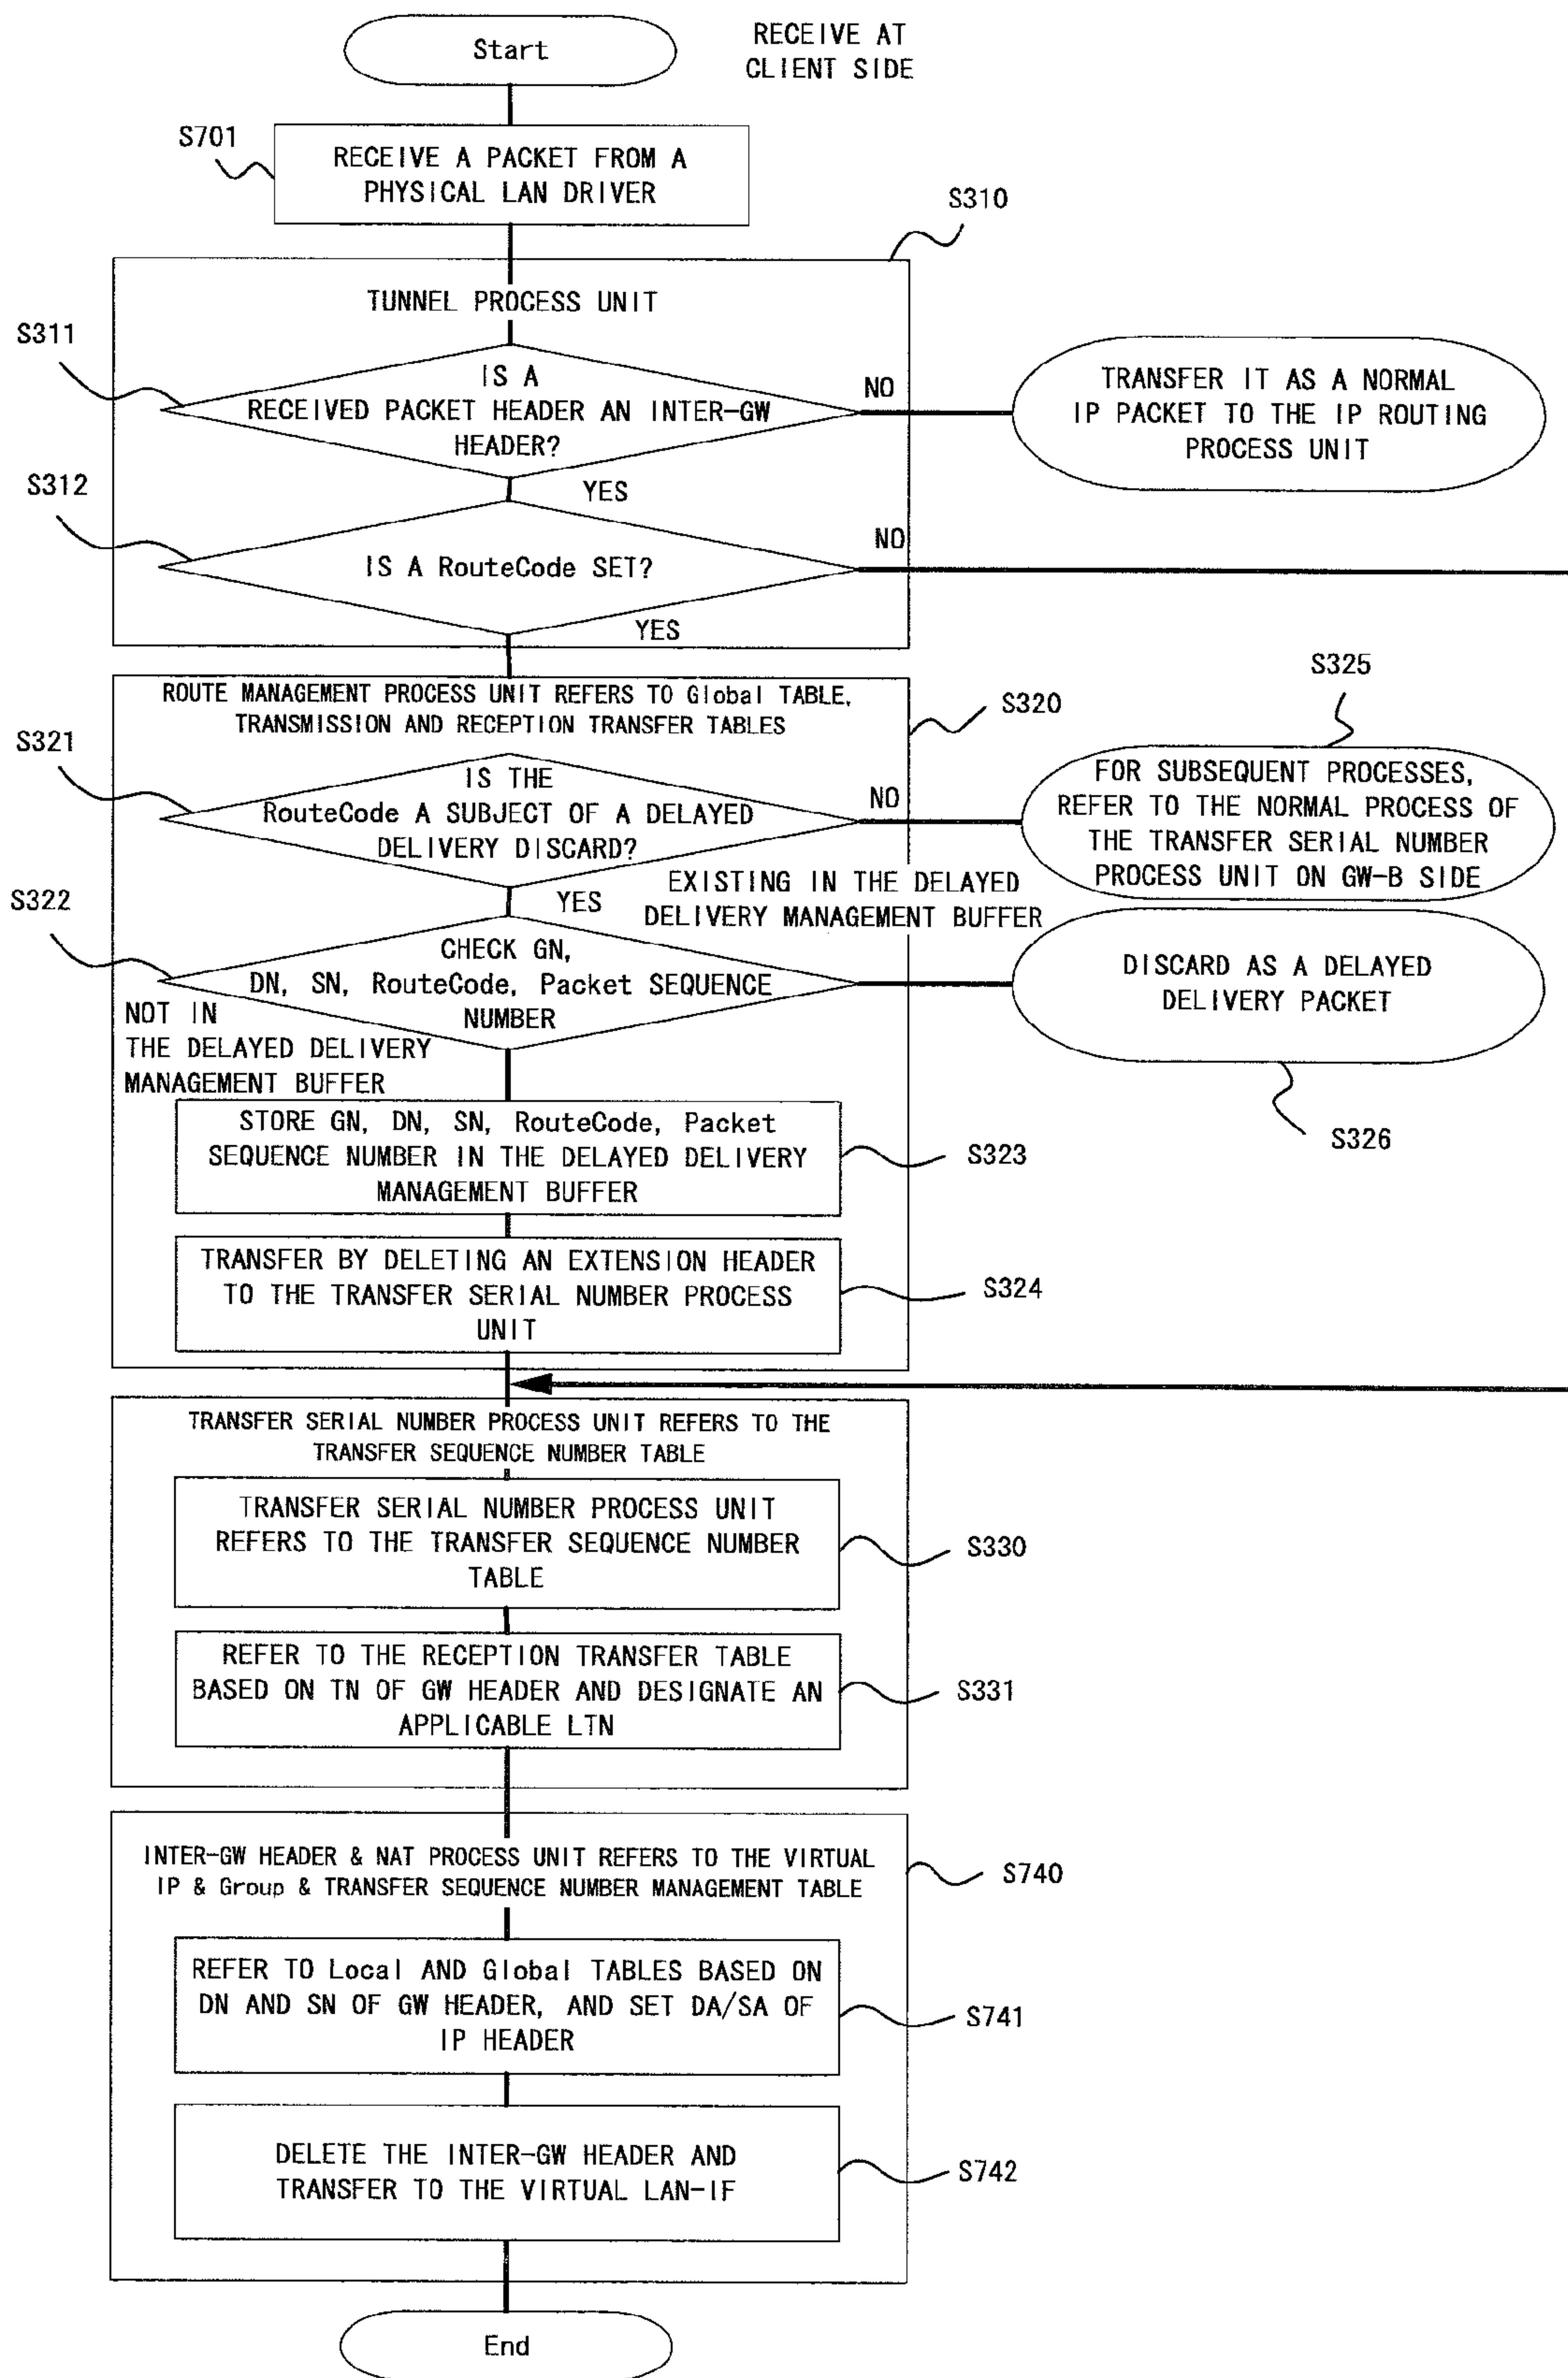 Start
RECEIVE AT
CLIENT SIDE
S701
RECEIVE A PACKET FROM A
PHYSICAL LAN DRIVER
S310
TUNNEL PROCESS UNIT
S311
IS A
RECEIVED PACKET HEADER AN INTER-GW
HEADER?
NO
TRANSFER IT AS A NORMAL
IP PACKET TO THE IP ROUTING
PROCESS UNIT
YES
S312
IS A RouteCode SET?
NO
YES
ROUTE MANAGEMENT PROCESS UNIT REFERS TO Global TABLE,
TRANSMISSION AND RECEPTION TRANSFER TABLES
S320
S325
S321
IS THE
RouteCode A SUBJECT OF A DELAYED
DELIVERY DISCARD?
NO
FOR SUBSEQUENT PROCESSES,
REFER TO THE NORMAL PROCESS OF
THE TRANSFER SERIAL NUMBER
PROCESS UNIT ON GW-B SIDE
YES
EXISTING IN THE DELAYED
DELIVERY MANAGEMENT BUFFER
S322
CHECK GN,
DN, SN, RouteCode, Packet SEQUENCE
NUMBER
DISCARD AS A DELAYED
DELIVERY PACKET
S326
NOT IN
THE DELAYED DELIVERY
MANAGEMENT BUFFER
STORE GN, DN, SN, RouteCode, Packet
SEQUENCE NUMBER IN THE DELAYED DELIVERY
MANAGEMENT BUFFER
S323
TRANSFER BY DELETING AN EXTENSION HEADER
TO THE TRANSFER SERIAL NUMBER PROCESS
UNIT
S324
TRANSFER SERIAL NUMBER PROCESS UNIT REFERS TO THE
TRANSFER SEQUENCE NUMBER TABLE
TRANSFER SERIAL NUMBER PROCESS UNIT
REFERS TO THE TRANSFER SEQUENCE NUMBER
TABLE
S330
REFER TO THE RECEPTION TRANSFER TABLE
BASED ON TN OF GW HEADER AND DESIGNATE AN
APPLICABLE LTN
S331
INTER-GW HEADER & NAT PROCESS UNIT REFERS TO THE VIRTUAL
IP & Group & TRANSFER SEQUENCE NUMBER MANAGEMENT TABLE
S740
REFER TO Local AND Global TABLES BASED ON
DN AND SN OF GW HEADER, AND SET DA/SA OF
IP HEADER
S741
DELETE THE INTER-GW HEADER AND
TRANSFER TO THE VIRTUAL LAN-IF
S742
End